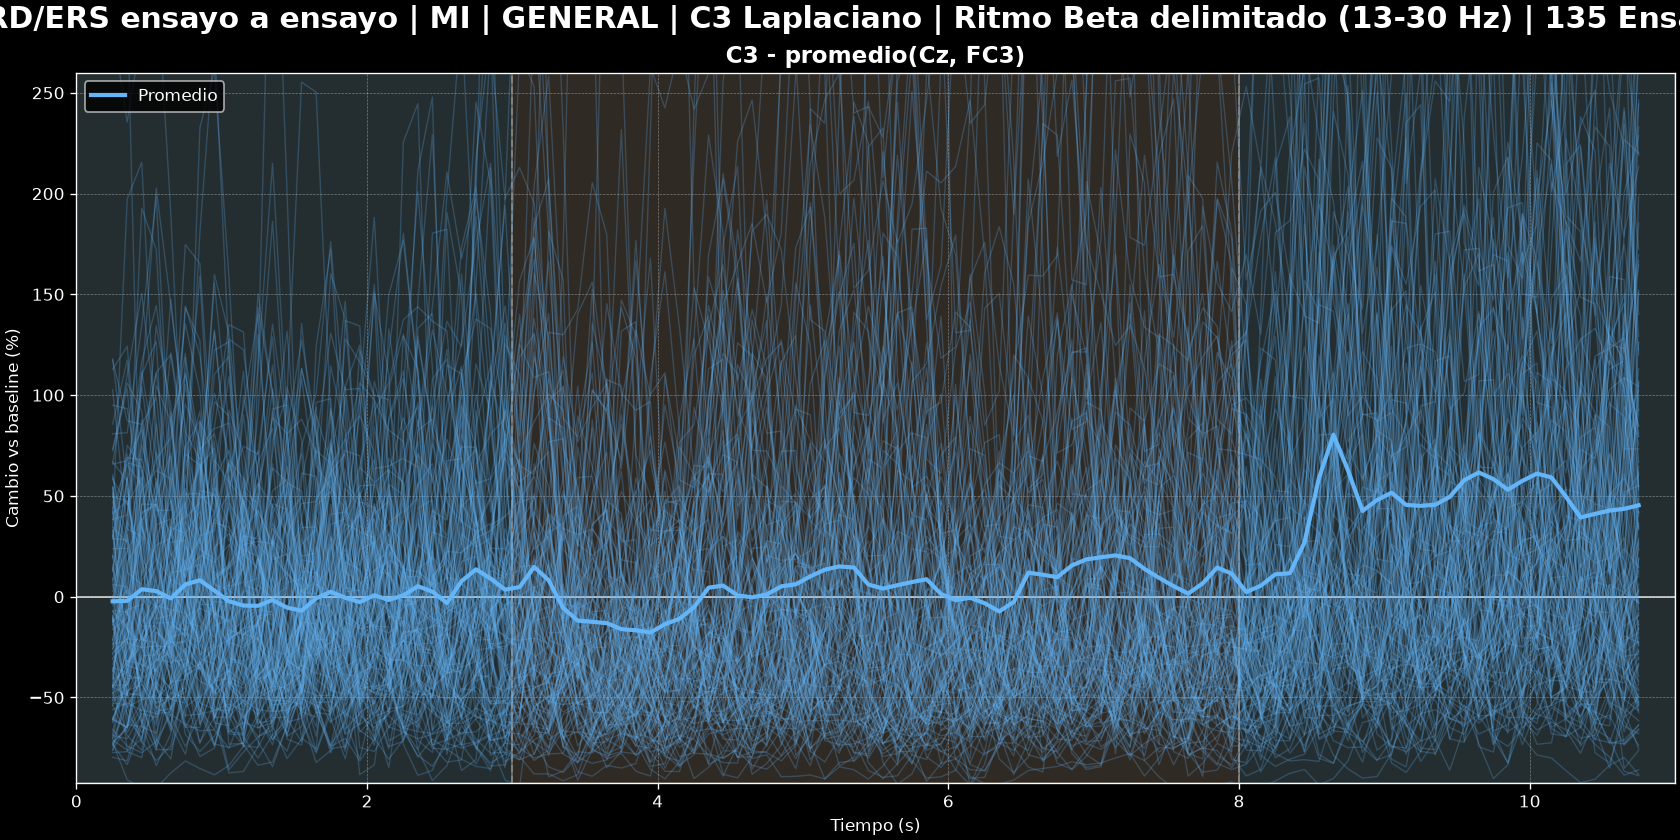 RD/ERS ensayo a ensayo | MI | GENERAL | C3 Laplaciano | Ritmo Beta delimitado (13-30 Hz) | 135 Ens
C3 - promedio(Cz, FC3)
Promedio
Cambio vs baseline (%)
250
200
150
100
50
0
−50
0 2 4 6 8 10
Tiempo (s)